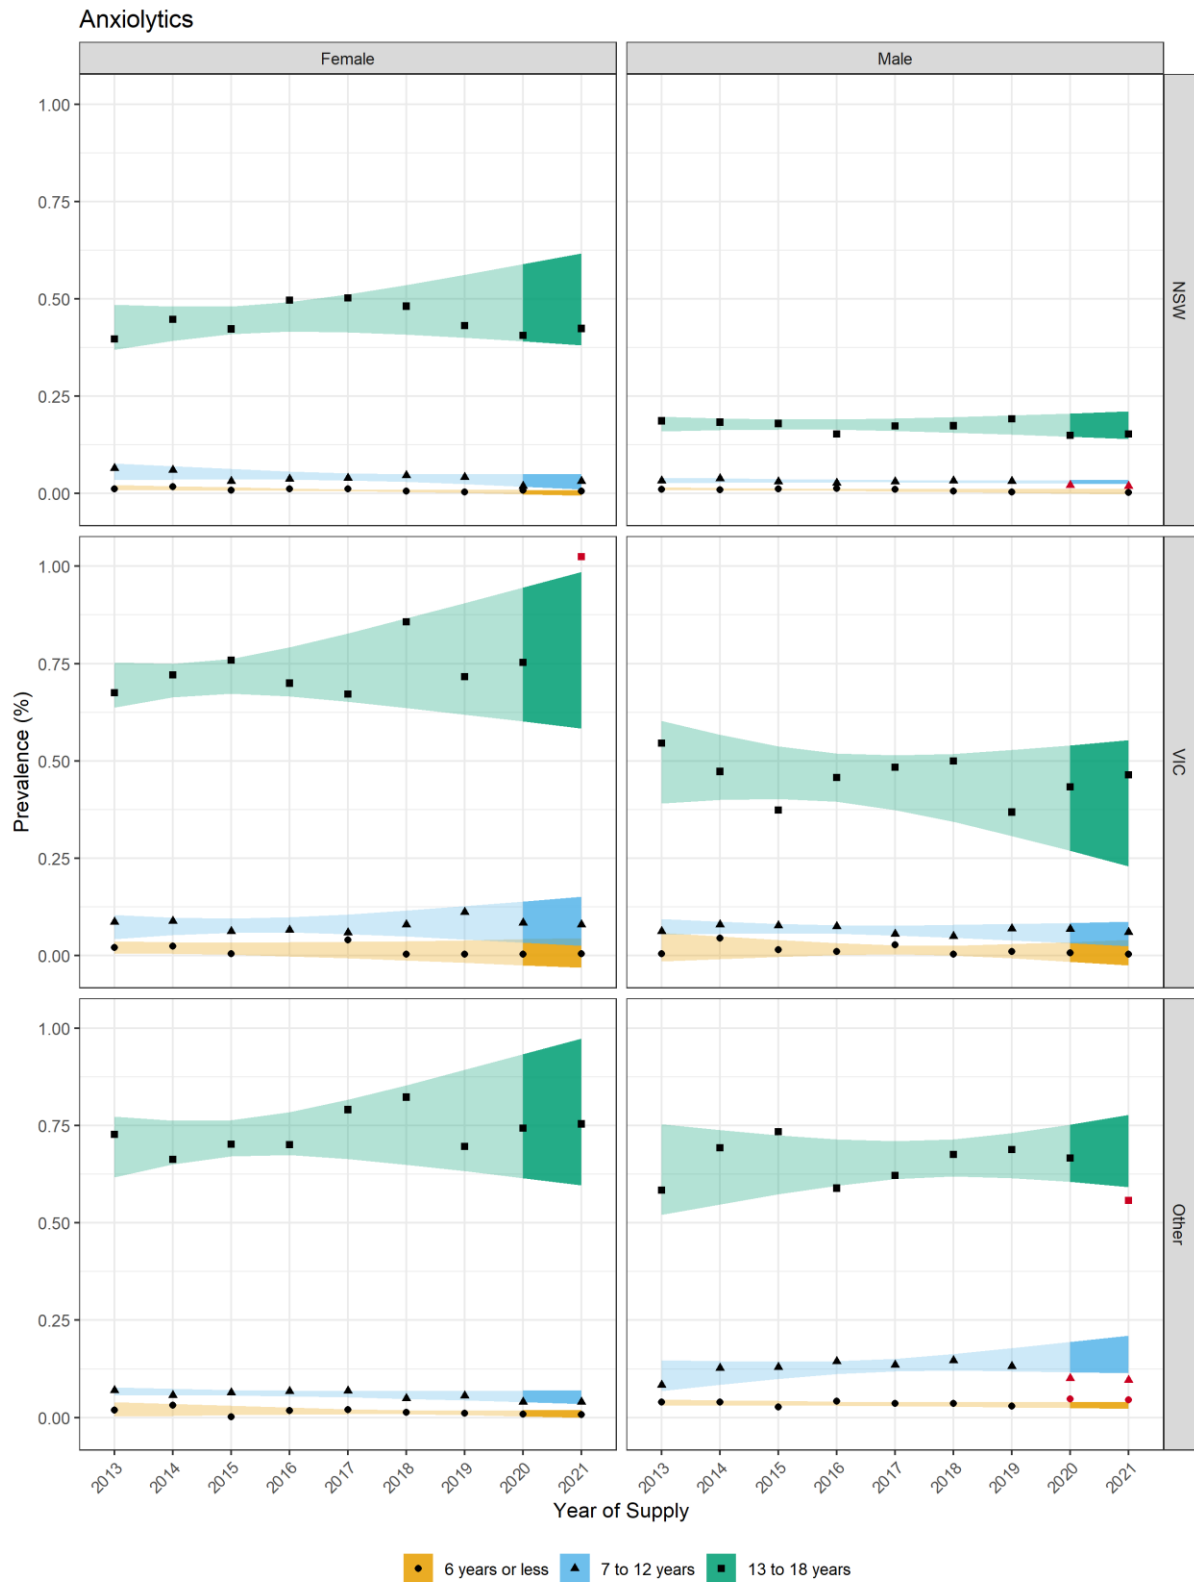 Anxiolytics
Female
Male
1.00
0.75
0.50
0.25
0.00
NSW
1.00
0.75
0.50
0.25
0.00
VIC
Prevalence (%)
1.00
0.75
0.50
0.25
0.00
Other
2013 2014 2015 2016 2017 2018 2019 2020 2021
2013 2014 2015 2016 2017 2018 2019 2020 2021
Year of Supply
6 years or less 7 to 12 years 13 to 18 years